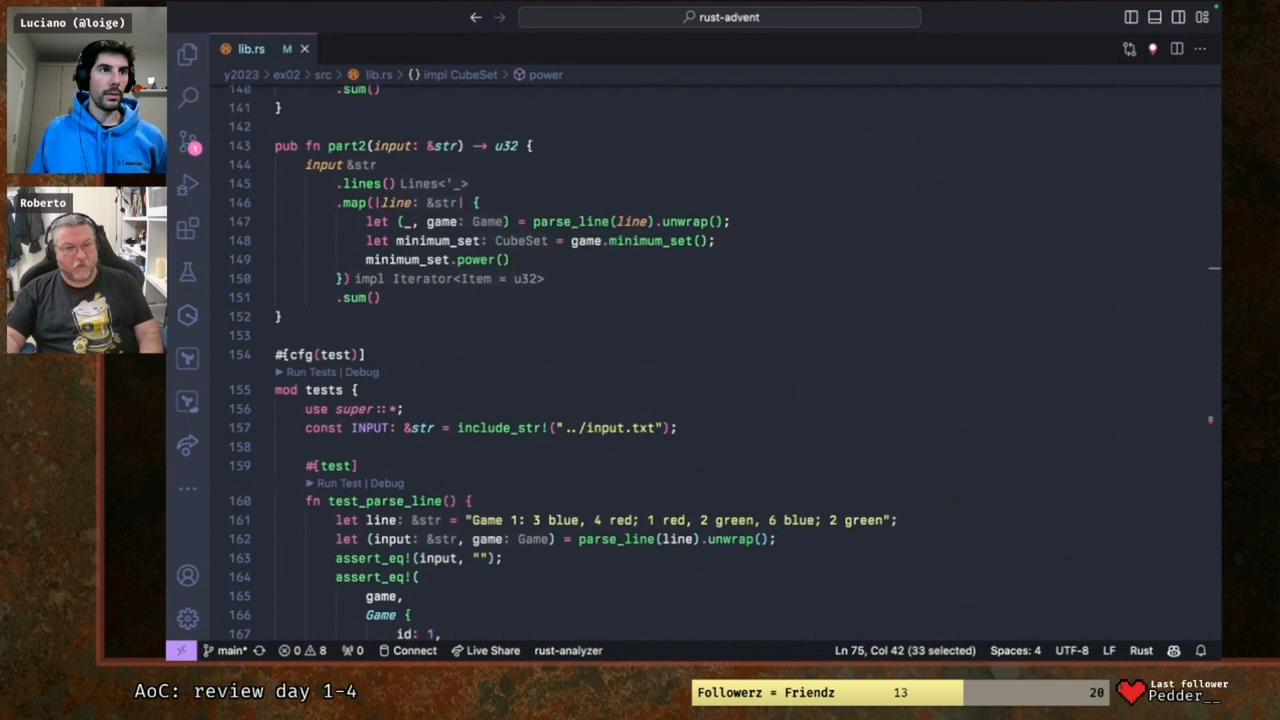 Luciano (@loige)
Roberto
rust-advent
lib.rs M
y2023 > ex02 > src > lib.rs > {} impl CubeSet > power
140 .sum()
141 }
142
143 pub fn part2(input: &str) → u32 {
144 input &str
145 .lines() Lines<'_>
146 .map(|line: &str| {
147 let (_, game: Game) = parse_line(line).unwrap();
148 let minimum_set: CubeSet = game.minimum_set();
149 minimum_set.power()
150 }) impl Iterator<Item = u32>
151 .sum()
152 }
153
154 #[cfg(test)]
▶ Run Tests | Debug
155 mod tests {
156 use super::*;
157 const INPUT: &str = include_str!("../input.txt");
158
159 #[test]
▶ Run Test | Debug
160 fn test_parse_line() {
161 let line: &str = "Game 1: 3 blue, 4 red; 1 red, 2 green, 6 blue; 2 green";
162 let (input: &str, game: Game) = parse_line(line).unwrap();
163 assert_eq!(input, "");
164 assert_eq!(
165 game,
166 Game {
167 id: 1,
1
main* 0 8 0 Connect Live Share rust-analyzer Ln 75, Col 42 (33 selected) Spaces: 4 UTF-8 LF Rust
AoC: review day 1-4
Followerz = Friendz 13 20
Last follower
Pedder__